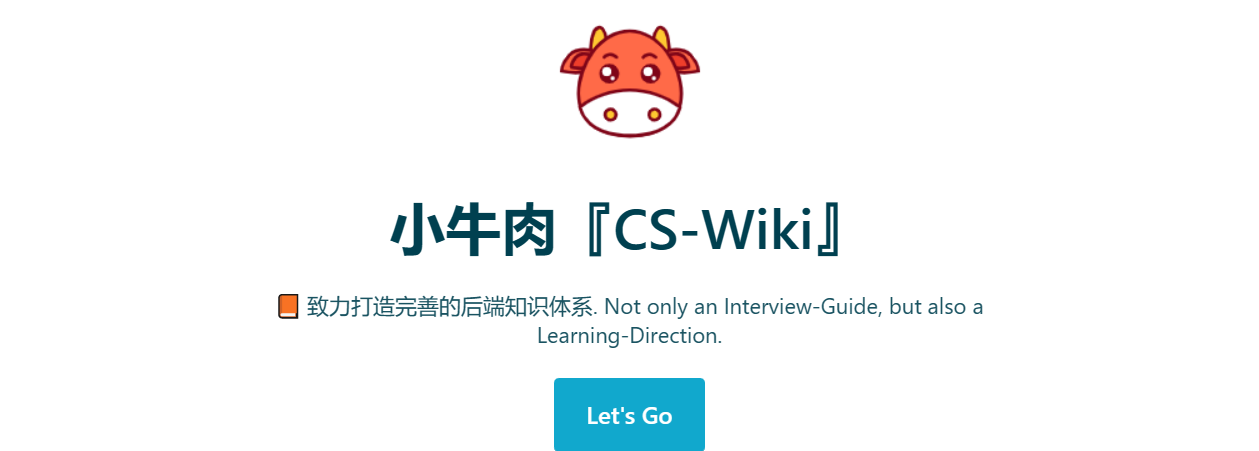 小牛肉『CS-Wiki』
📙 致力打造完善的后端知识体系. Not only an Interview-Guide, but also a
Learning-Direction.
Let's Go